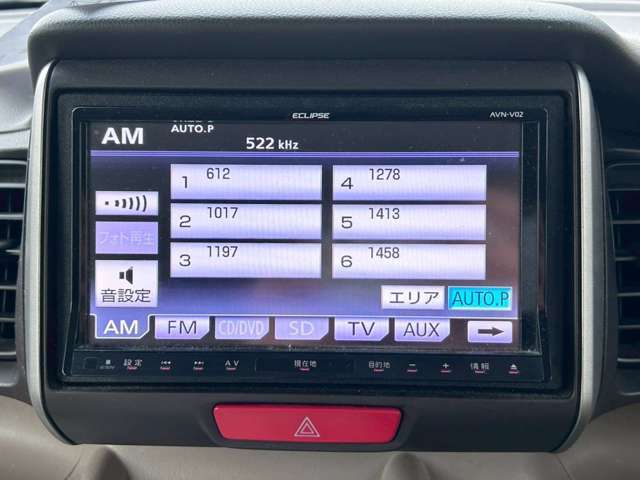 ECLIPSE
AVN-V02
AM
AUTO.P
522 kHz
1 612
4 1278
2 1017
5 1413
3 1197
6 1458
フォト再生
音設定
エリア
AUTO.P
AM
FM
CD/DVD
SD
TV
AUX
設定
AV
現在地
目的地
情報